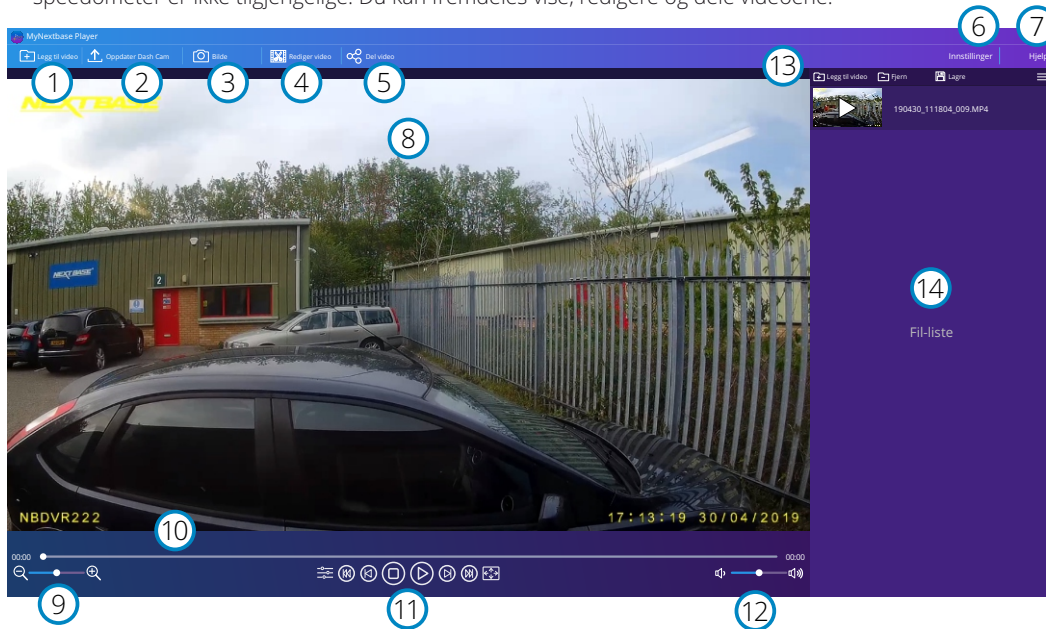 speedometer er ikke tilgjengelige. Du kan fremdeles vise, redigere og dele videoene.
6
7
MyNextbase Player
Legg til video
Oppdater Dash Cam
Bilde
Rediger video
Del video
Innstillinger
Hjelp
1
2
3
4
5
13
Legg til video
Fjern
Lagre
NEXTBASE
190430_111804_009.MP4
8
NEXTBASE
2
14
Fil-liste
NBDVR222
17:13:19 30/04/2019
10
00:00
00:00
9
11
12